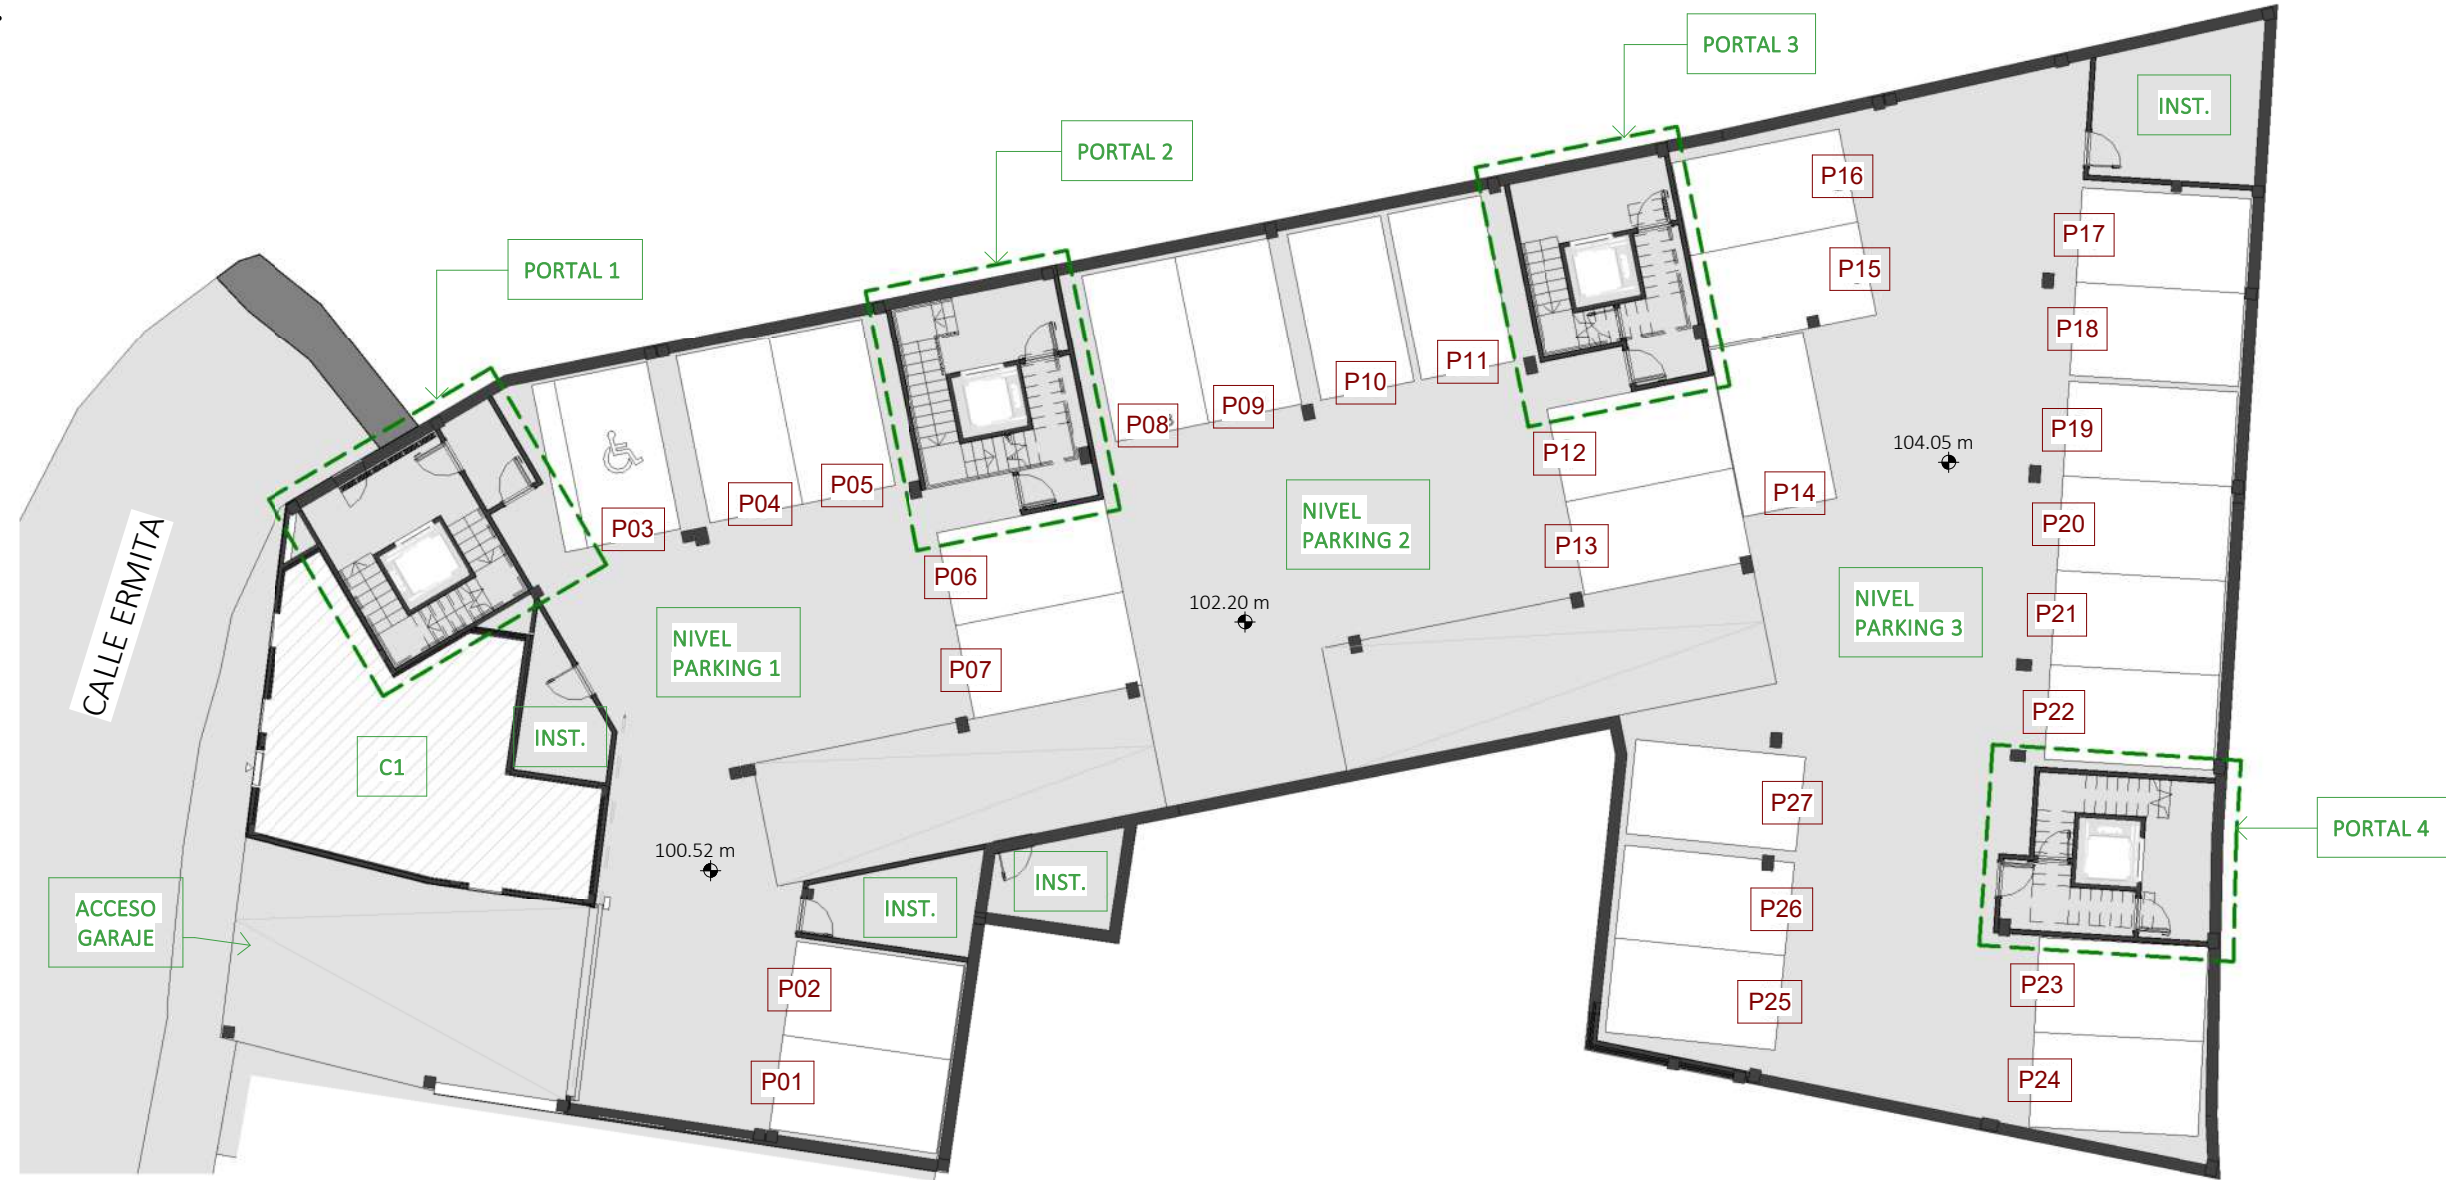 PORTAL 3
INST.
PORTAL 2
P16
P17
PORTAL 1
P15
P18
P11
P10
P09
P08
P19
P12
104.05 m
P05
P04
P14
P03
NIVEL
PARKING 2
P20
P13
CALLE ERMITA
P06
102.20 m
NIVEL
PARKING 3
P21
NIVEL
PARKING 1
P07
P22
INST.
C1
P27
PORTAL 4
100.52 m
INST.
INST.
P26
ACCESO
GARAJE
P02
P25
P23
P01
P24